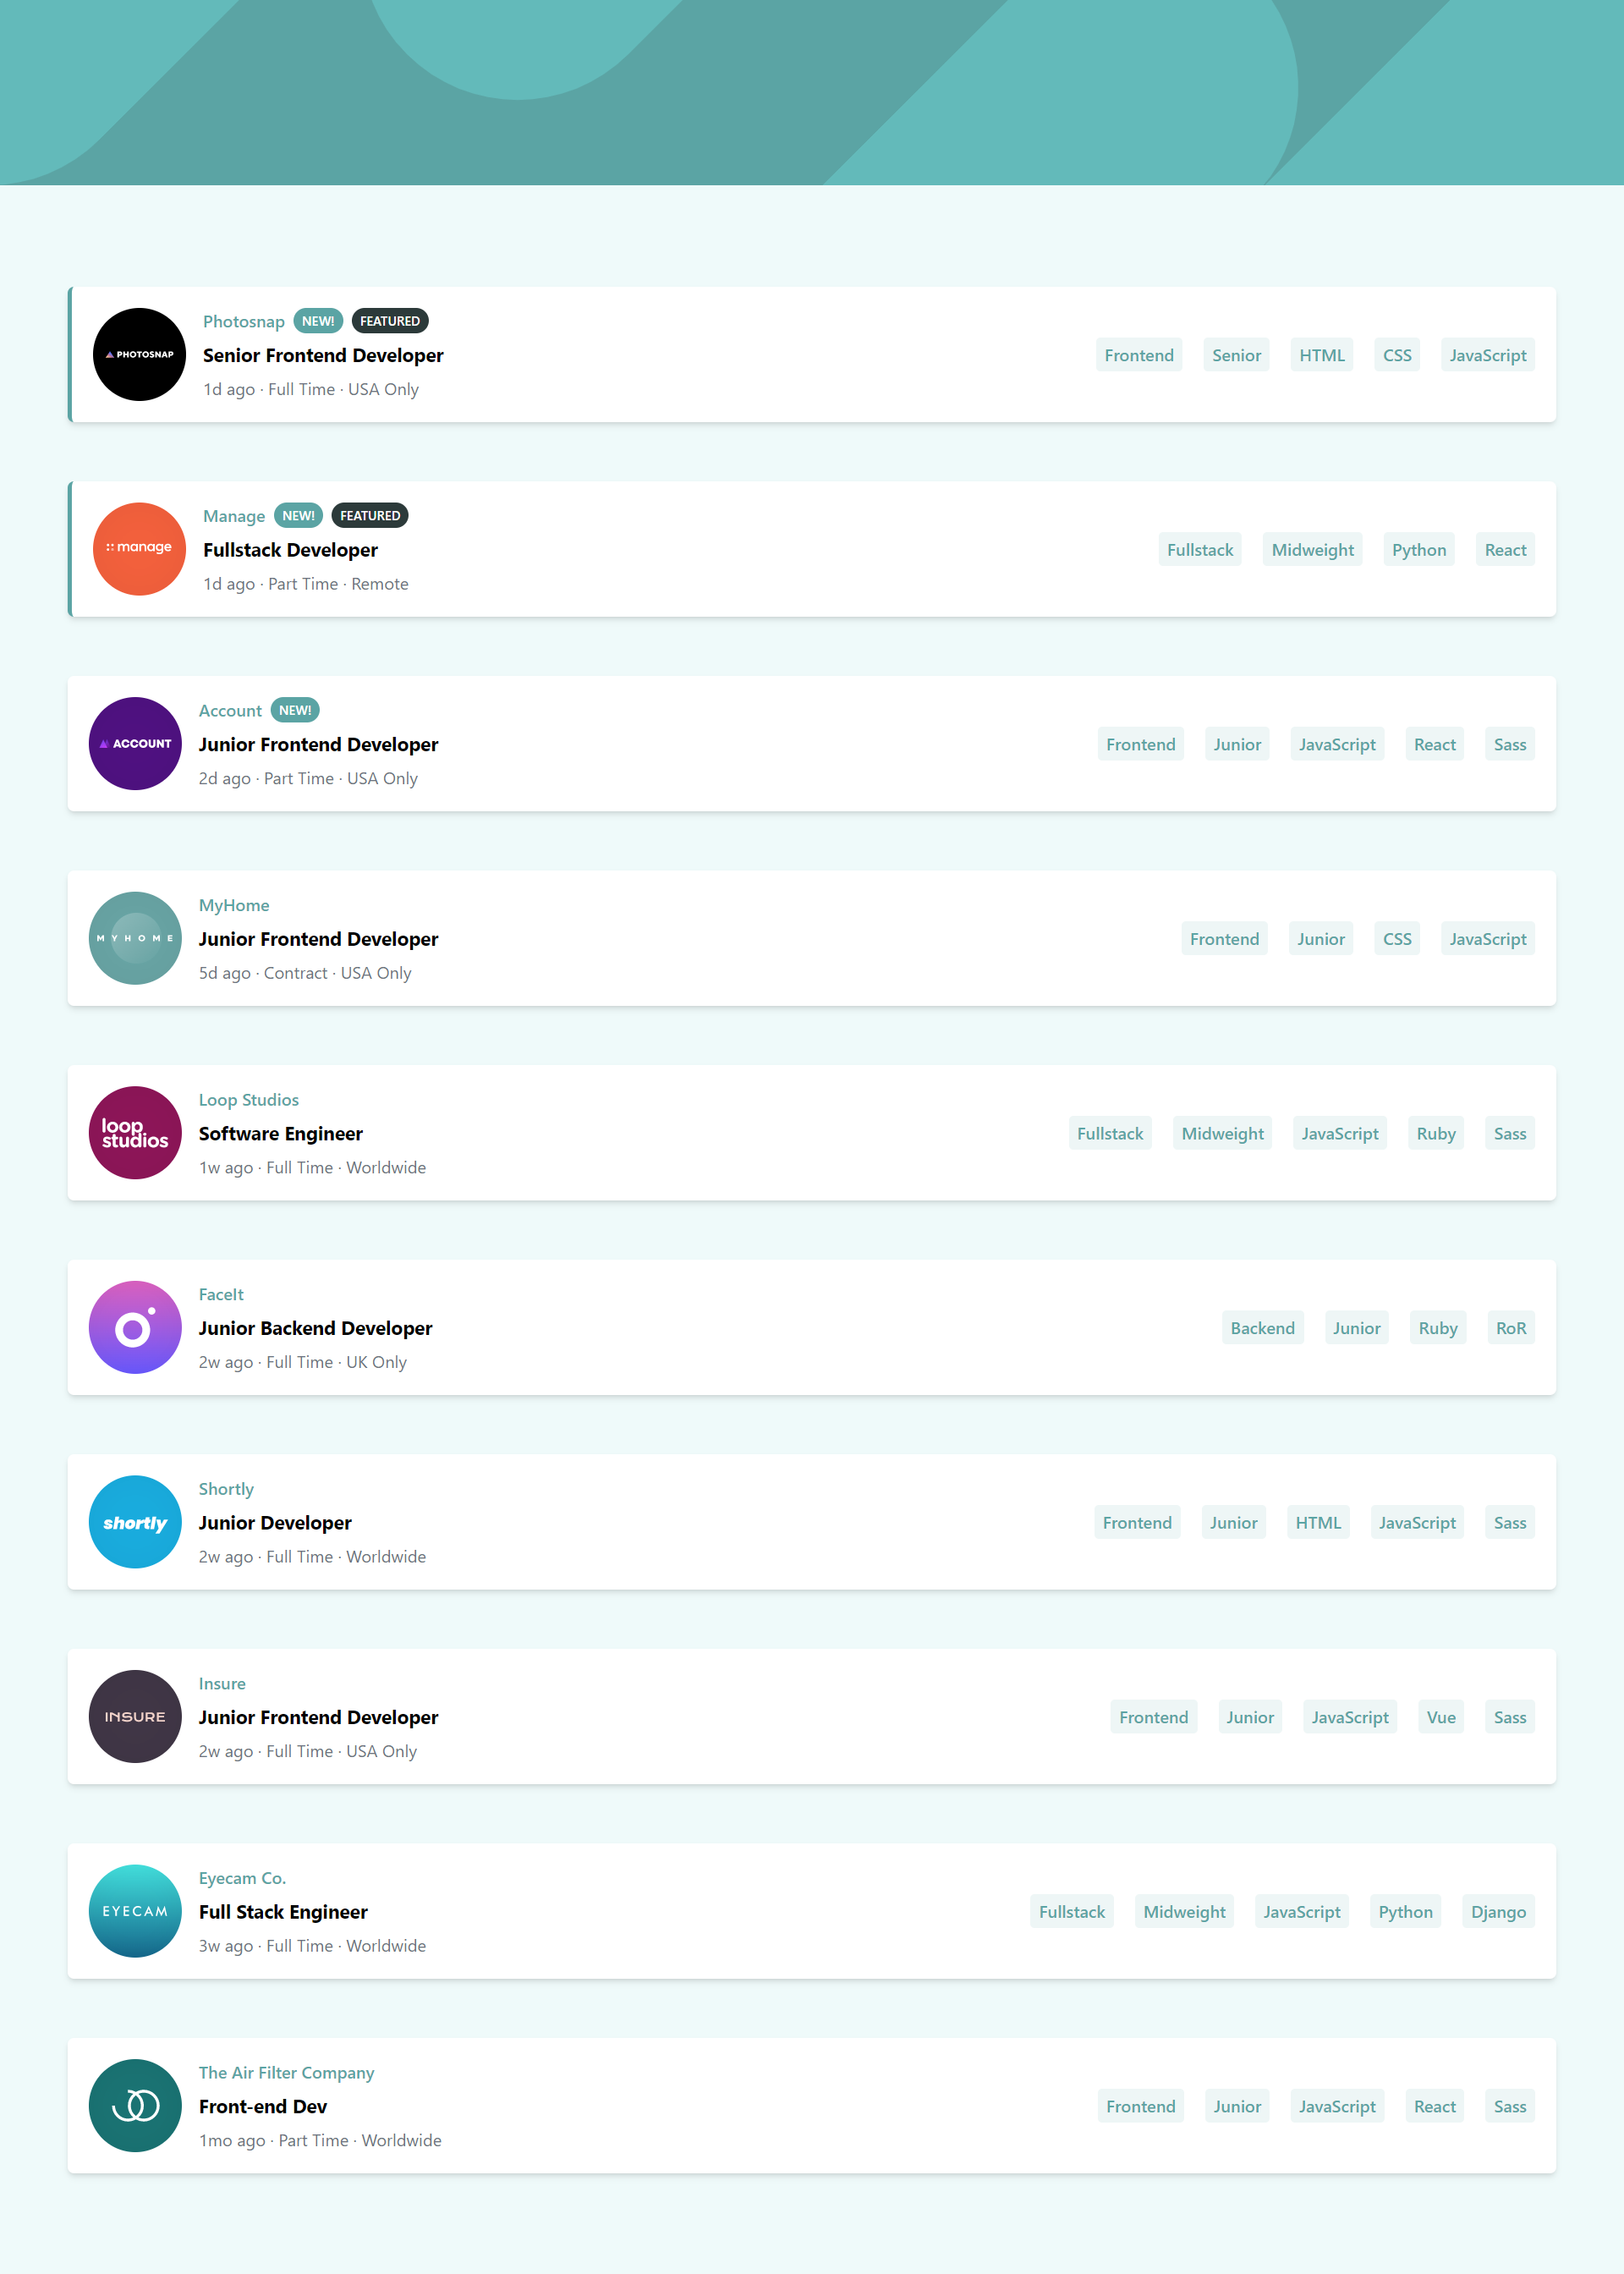 PHOTOSNAP
Photosnap NEW! FEATURED
Senior Frontend Developer
1d ago · Full Time · USA Only
Frontend Senior HTML CSS JavaScript
manage
Manage NEW! FEATURED
Fullstack Developer
1d ago · Part Time · Remote
Fullstack Midweight Python React
ACCOUNT
Account NEW!
Junior Frontend Developer
2d ago · Part Time · USA Only
Frontend Junior JavaScript React Sass
MYHOME
MyHome
Junior Frontend Developer
5d ago · Contract · USA Only
Frontend Junior CSS JavaScript
loop
studios
Loop Studios
Software Engineer
1w ago · Full Time · Worldwide
Fullstack Midweight JavaScript Ruby Sass
FaceIt
Junior Backend Developer
2w ago · Full Time · UK Only
Backend Junior Ruby RoR
shortly
Shortly
Junior Developer
2w ago · Full Time · Worldwide
Frontend Junior HTML JavaScript Sass
INSURE
Insure
Junior Frontend Developer
2w ago · Full Time · USA Only
Frontend Junior JavaScript Vue Sass
EYECAM
Eyecam Co.
Full Stack Engineer
3w ago · Full Time · Worldwide
Fullstack Midweight JavaScript Python Django
The Air Filter Company
Front-end Dev
1mo ago · Part Time · Worldwide
Frontend Junior JavaScript React Sass